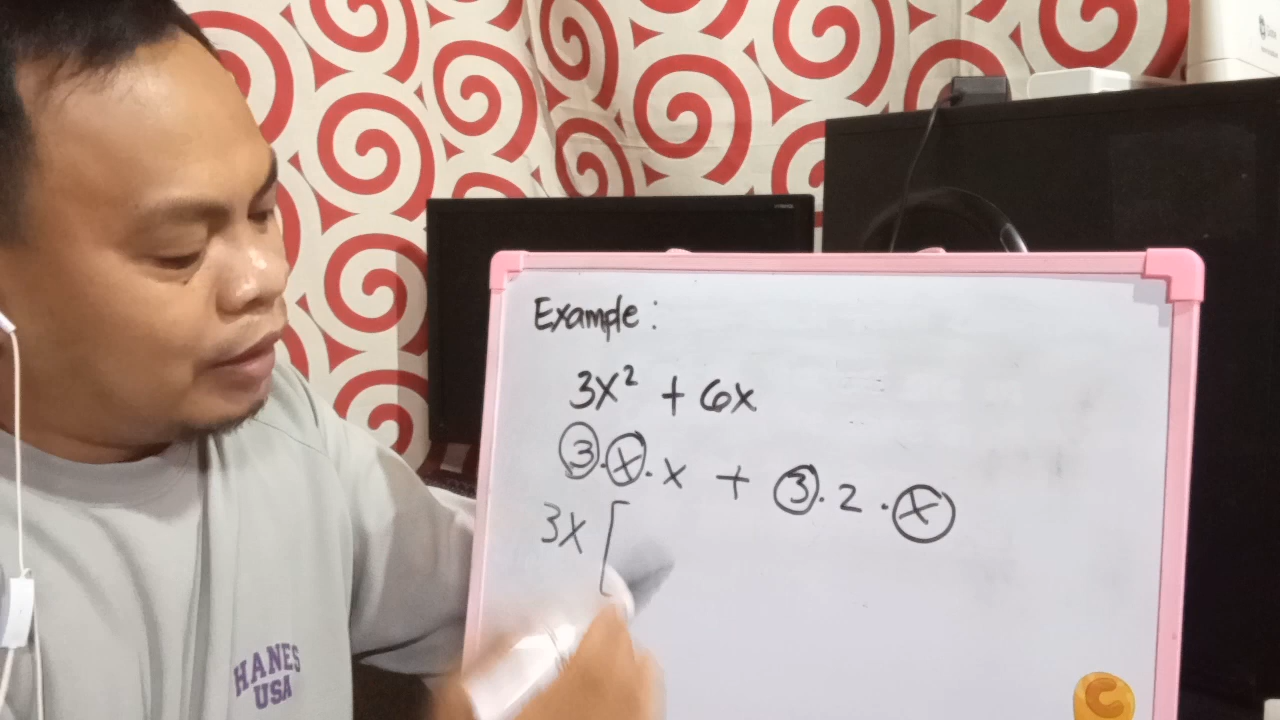 Example:
3x² + 6x
3·x·x + 3·2·x
3x [
HANES
USA
C